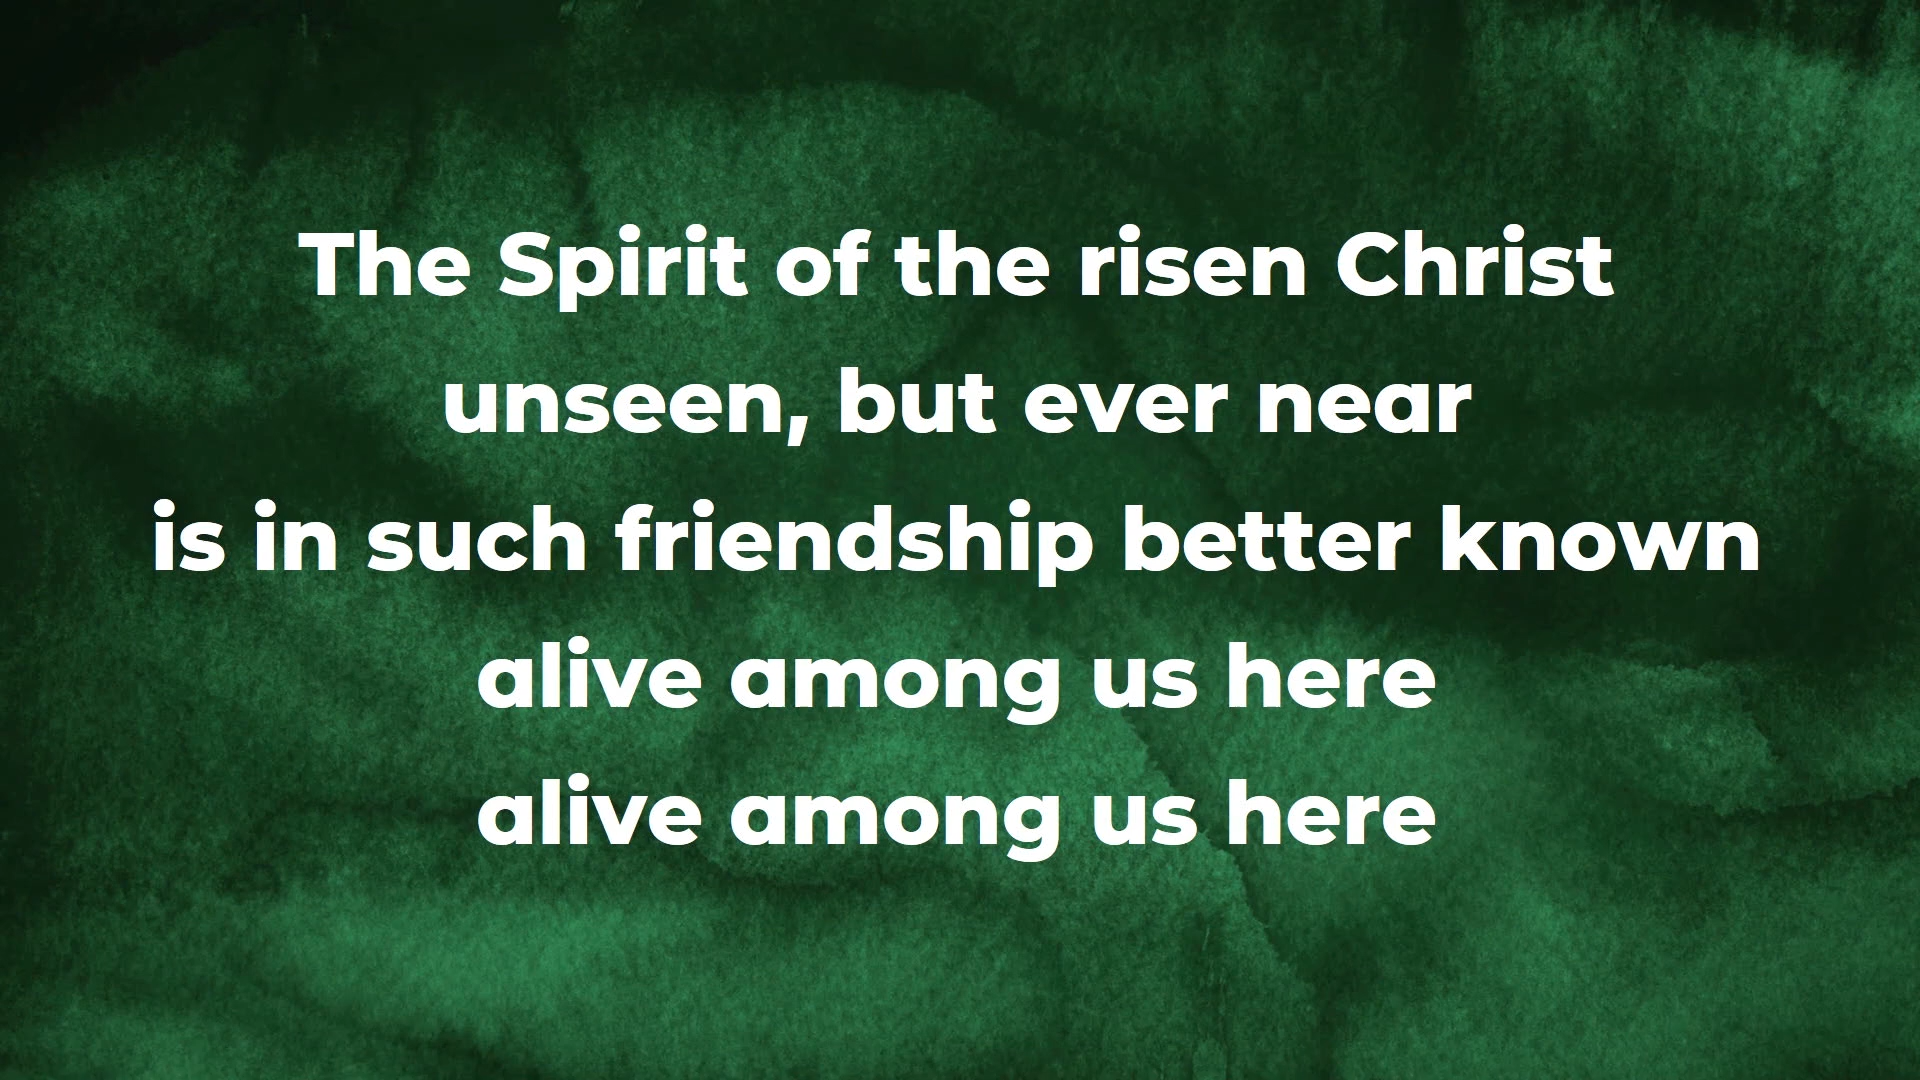 The Spirit of the risen Christ
unseen, but ever near
is in such friendship better known
alive among us here
alive among us here